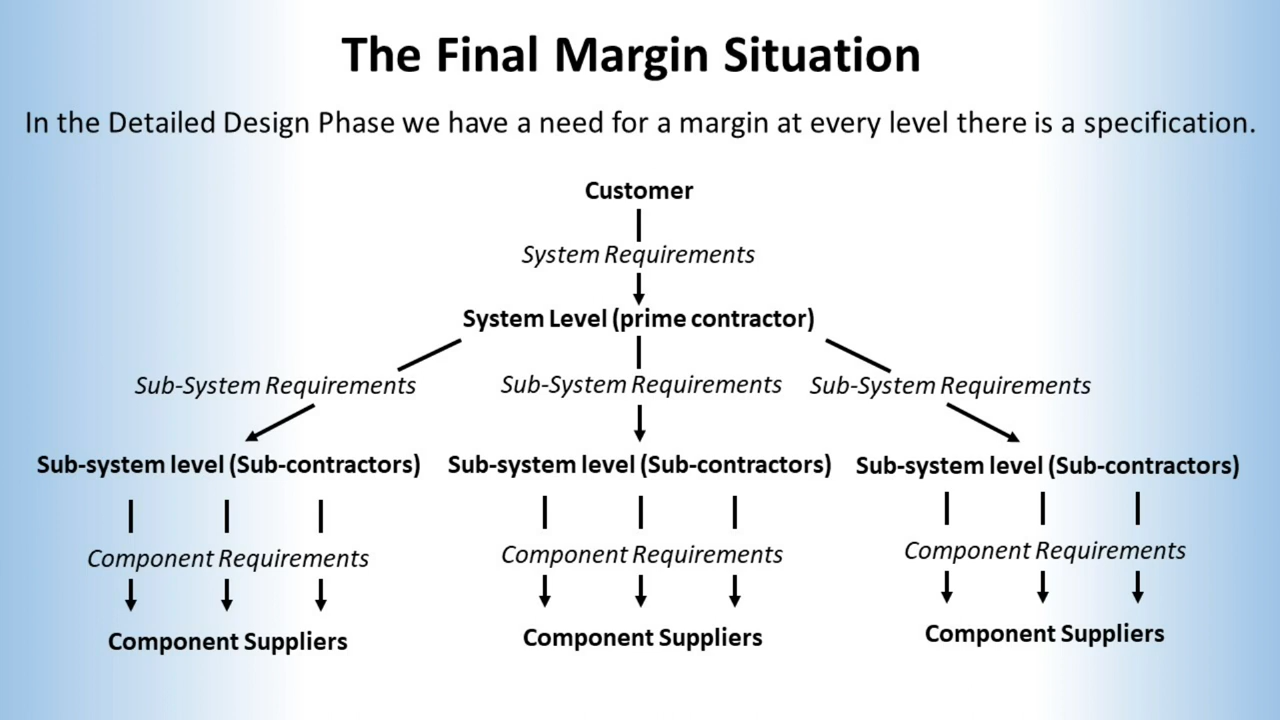 The Final Margin Situation
In the Detailed Design Phase we have a need for a margin at every level there is a specification.
Customer
System Requirements
System Level (prime contractor)
Sub-System Requirements
Sub-System Requirements
Sub-System Requirements
Sub-system level (Sub-contractors)
Sub-system level (Sub-contractors)
Sub-system level (Sub-contractors)
Component Requirements
Component Requirements
Component Requirements
Component Suppliers
Component Suppliers
Component Suppliers